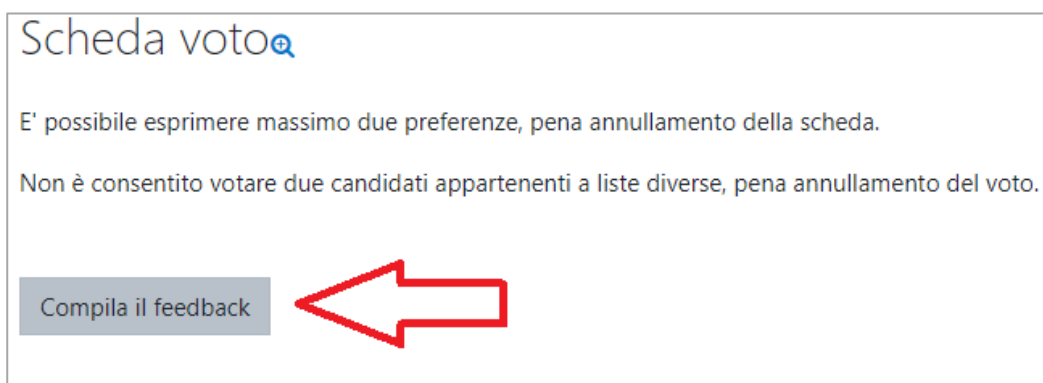 Scheda voto
E' possibile esprimere massimo due preferenze, pena annullamento della scheda.
Non è consentito votare due candidati appartenenti a liste diverse, pena annullamento del voto.
Compila il feedback